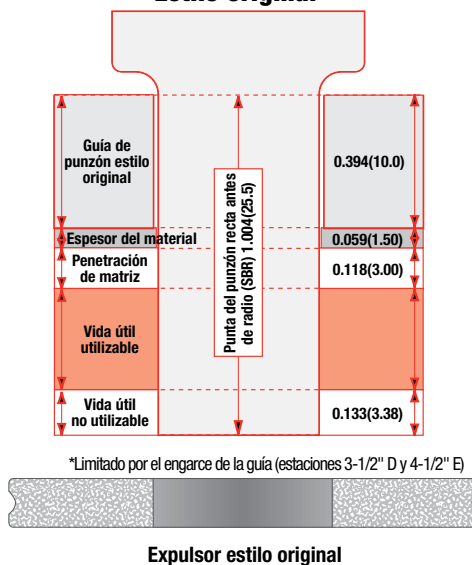 Estilo original
Guía de
punzón estilo
original
0.394(10.0)
Espesor del material
0.059(1.50)
Penetración
de matriz
0.118(3.00)
Punta del punzón recta antes
de radio (SBR) 1.004(25.5)
Vida útil
utilizable
Vida útil
no utilizable
0.133(3.38)
*Limitado por el engarce de la guía (estaciones 3-1/2" D y 4-1/2" E)
Expulsor estilo original